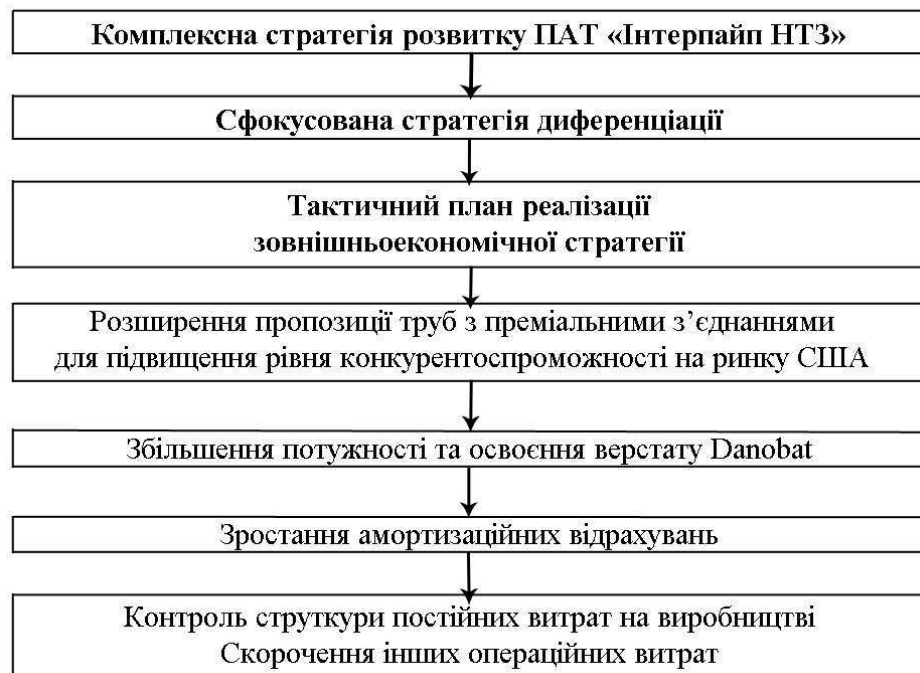 Комплексна стратегія розвитку ПАТ «Інтерпайп НТЗ»
Сфокусована стратегія диференціації
Тактичний план реалізації
зовнішньоекономічної стратегії
Розширення пропозиції труб з преміальними з’єднаннями
для підвищення рівня конкурентоспроможності на ринку США
Збільшення потужності та освоєння верстату Danobat
Зростання амортизаційних відрахувань
Контроль струткури постійних витрат на виробництві
Скорочення інших операційних витрат